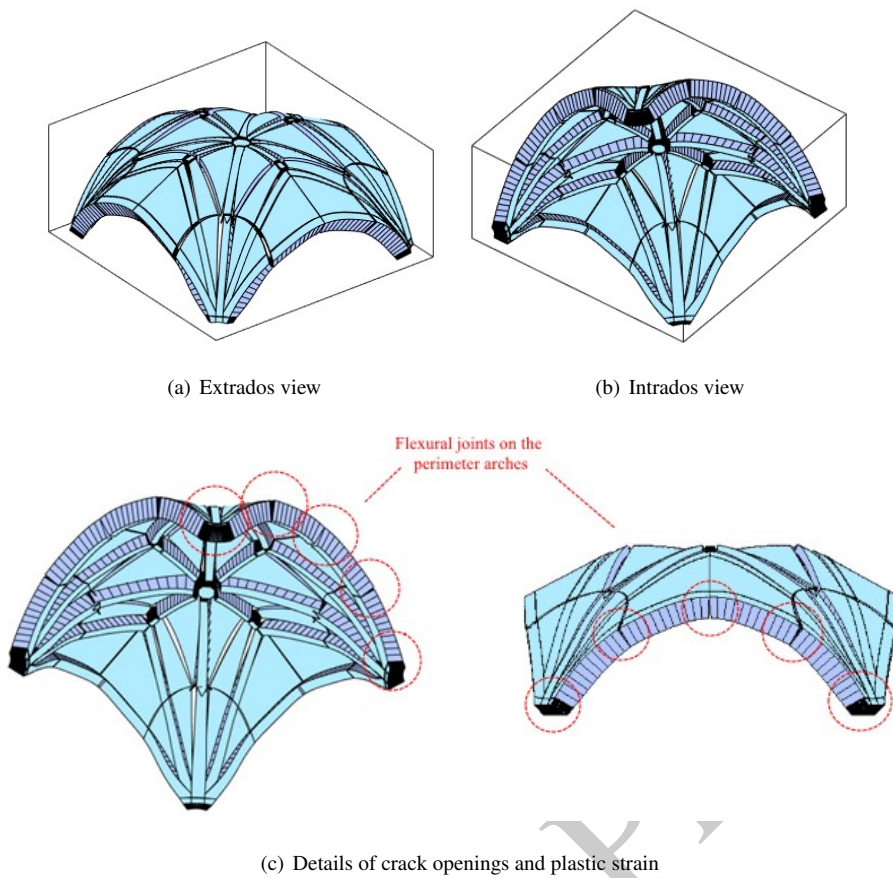 (a) Extrados view
(b) Intrados view
Flexural joints on the
perimeter arches
(c) Details of crack openings and plastic strain